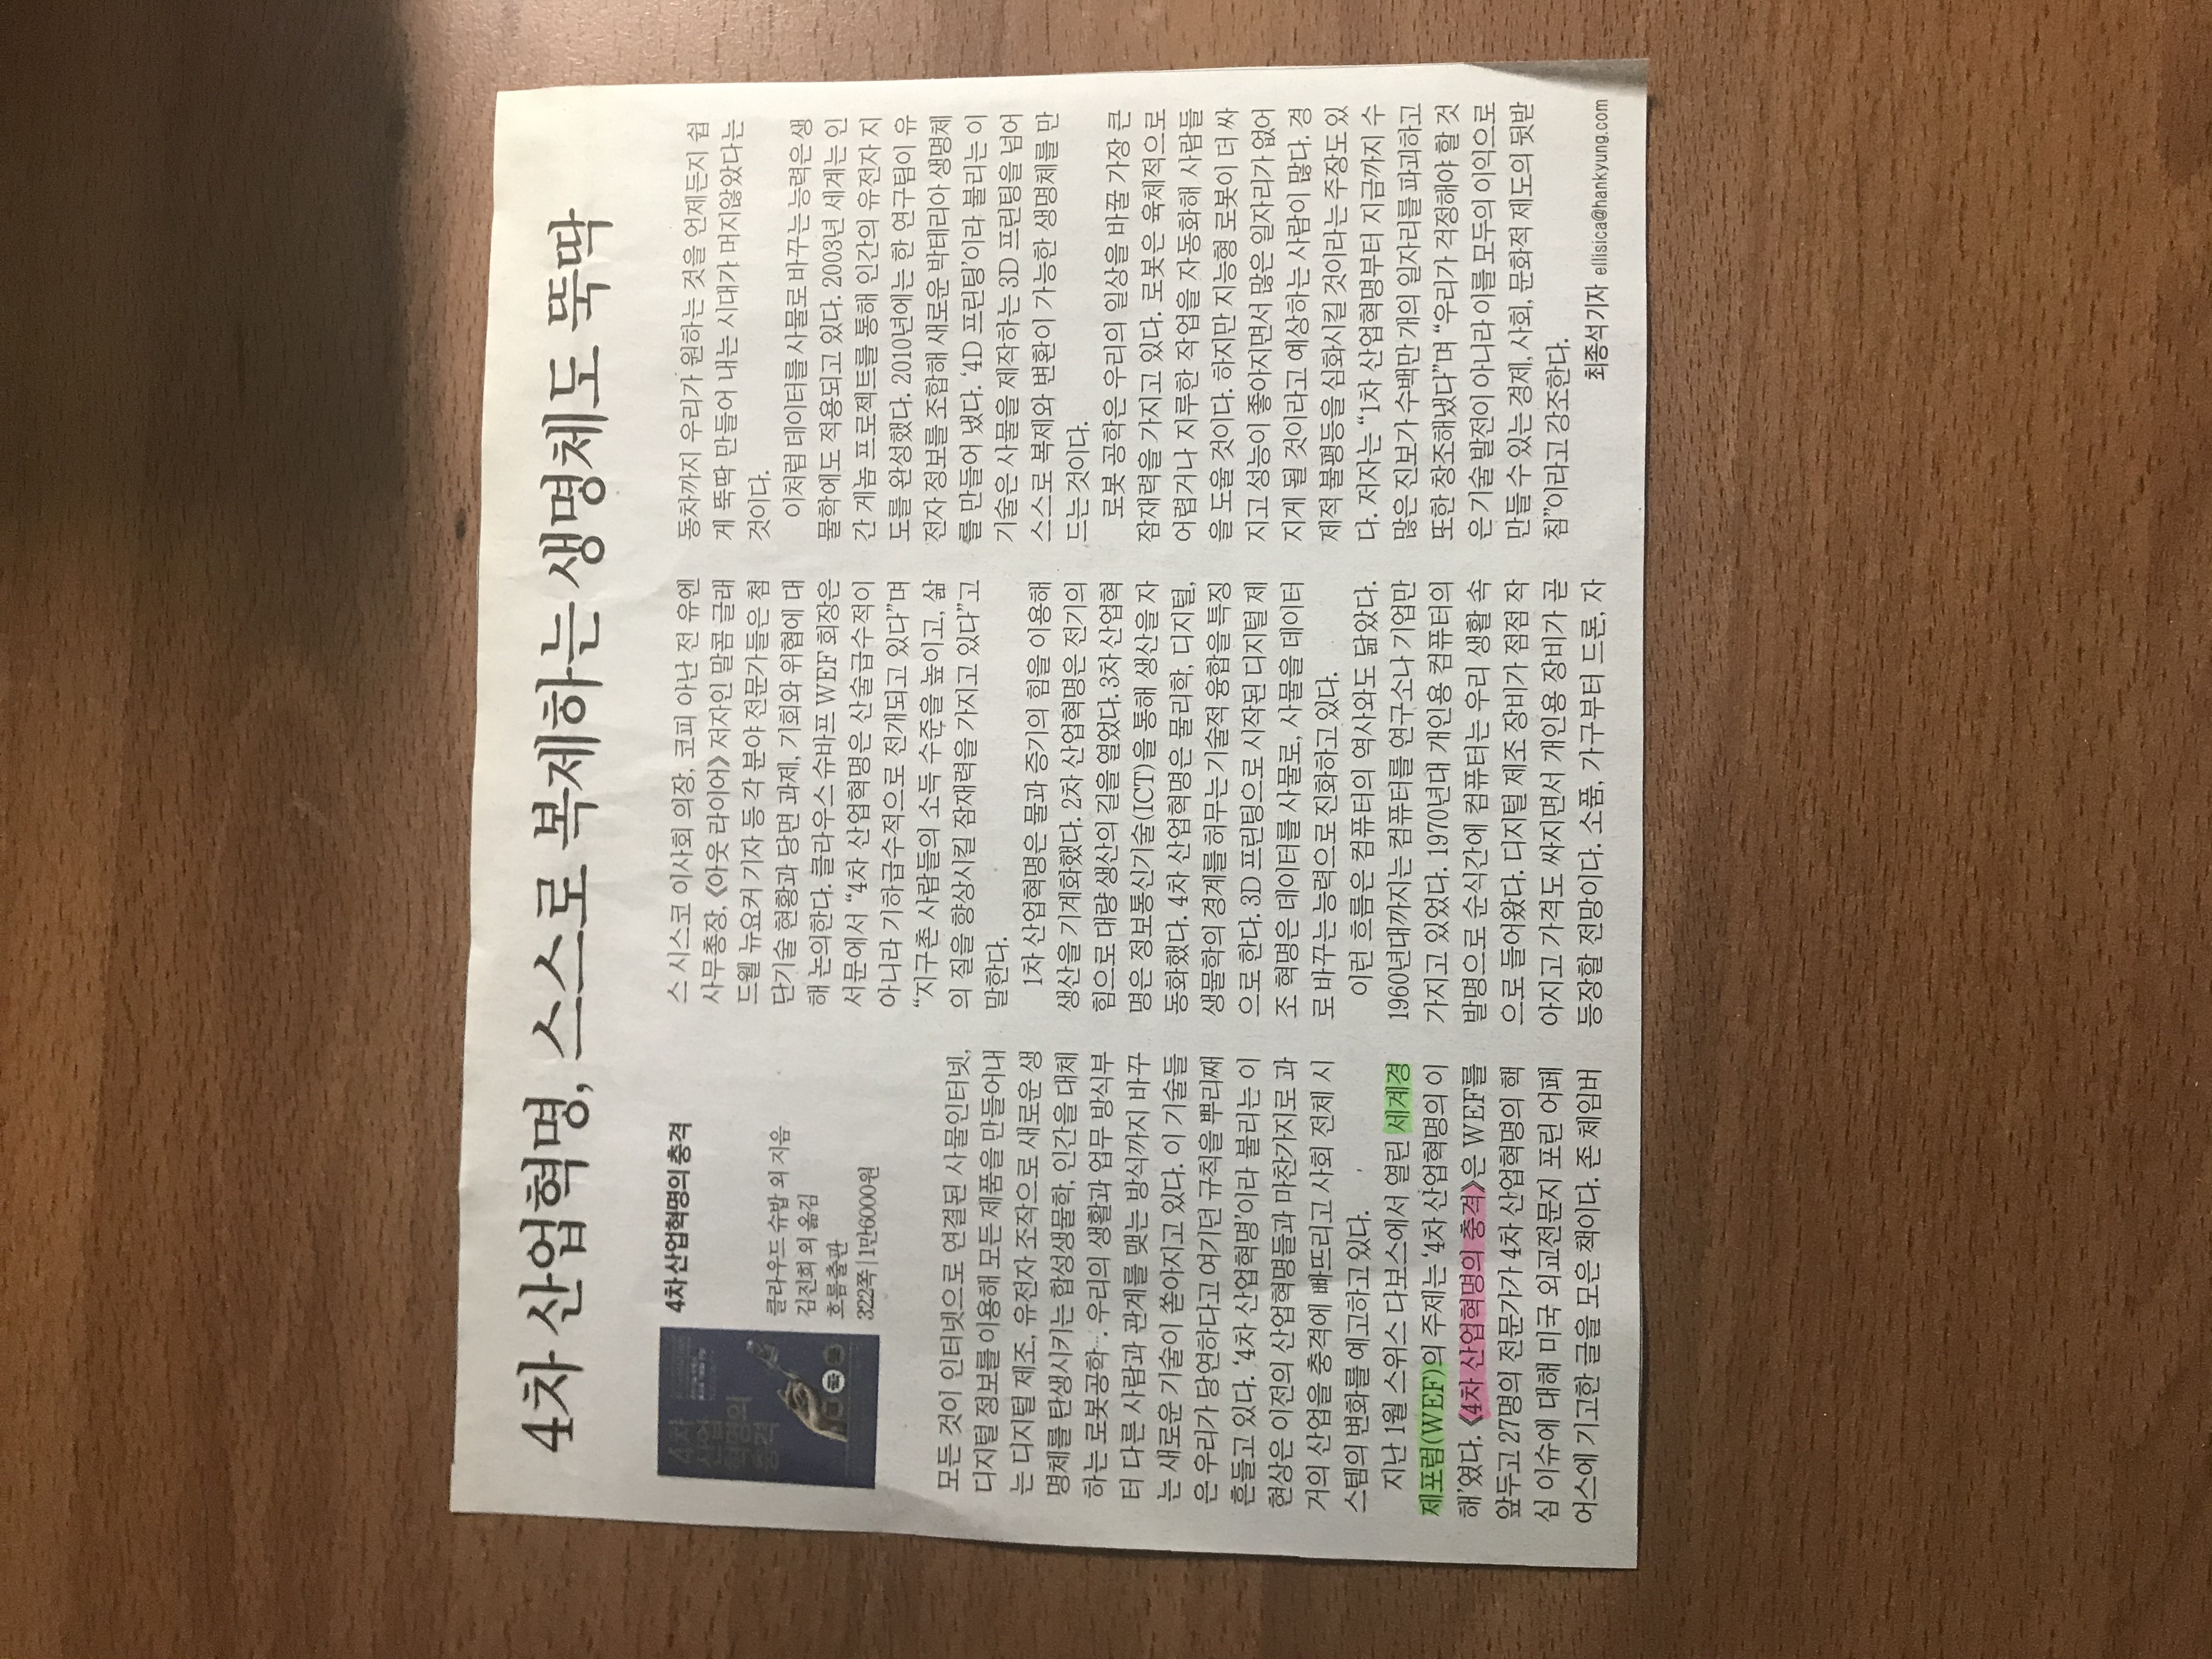 4차 산업혁명, 스스로 복제하는 생명체도 뚝딱
4차
산업
혁명의
충격
4차 산업혁명의 충격
클라우드 슈밥 외 지음
김진희 외 옮김
흐름출판
322쪽 | 1만6000원
모든 것이 인터넷으로 연결된 사물인터넷,
디지털 정보를 이용해 모든 제품을 만들어내
는 디지털 제조, 유전자 조작으로 새로운 생
명체를 탄생시키는 합성생물학, 인간을 대체
하는 로봇공학…. 우리의 생활과 업무 방식부
터 다른 사람과 관계를 맺는 방식까지 바꾸
는 새로운 기술이 쏟아지고 있다. 이 기술들
은 우리가 당연하다고 여기던 규칙을 뿌리째
흔들고 있다. ‘4차 산업혁명’이라 불리는 이
현상은 이전의 산업혁명들과 마찬가지로 과
거의 산업을 충격에 빠뜨리고 사회 전체 시
스템의 변화를 예고하고 있다.
지난 1월 스위스 다보스에서 열린 세계경
제포럼(WEF)의 주제는 ‘4차 산업혁명의 이
해’였다. 《4차 산업혁명의 충격》은 WEF를
앞두고 27명의 전문가가 4차 산업혁명의 핵
심 이슈에 대해 미국 외교전문지 포린 어페
어스에 기고한 글을 모은 책이다. 존 체임버
스 시스코 이사회 의장, 코피 아난 전 유엔
사무총장, 《아웃 라이어》 저자인 말콤 글래
드웰 뉴요커 기자 등 각 분야 전문가들은 첨
단기술 현황과 당면 과제, 기회와 위협에 대
해 논의한다. 클라우스 슈바프 WEF 회장은
서문에서 “4차 산업혁명은 산술급수적이
아니라 기하급수적으로 전개되고 있다”며
“지구촌 사람들의 소득 수준을 높이고, 삶
의 질을 향상시킬 잠재력을 가지고 있다”고
말한다.
1차 산업혁명은 물과 증기의 힘을 이용해
생산을 기계화했다. 2차 산업혁명은 전기의
힘으로 대량 생산의 길을 열었다. 3차 산업혁
명은 정보통신기술(ICT)을 통해 생산을 자
동화했다. 4차 산업혁명은 물리학, 디지털,
생물학의 경계를 허무는 기술적 융합을 특징
으로 한다. 3D 프린팅으로 시작된 디지털 제
조 혁명은 데이터를 사물로, 사물을 데이터
로 바꾸는 능력으로 진화하고 있다.
이런 흐름은 컴퓨터의 역사와도 닮았다.
1960년대까지는 컴퓨터를 연구소나 기업만
가지고 있었다. 1970년대 개인용 컴퓨터의
발명으로 순식간에 컴퓨터는 우리 생활 속
으로 들어왔다. 디지털 제조 장비가 점점 작
아지고 가격도 싸지면서 개인용 장비가 곧
등장할 전망이다. 소품, 가구부터 드론, 자
동차까지 우리가 원하는 것을 언제든지 쉽
게 뚝딱 만들어 내는 시대가 머지않았다는
것이다.
이처럼 데이터를 사물로 바꾸는 능력은 생
물학에도 적용되고 있다. 2003년 세계는 인
간 게놈 프로젝트를 통해 인간의 유전자 지
도를 완성했다. 2010년에는 한 연구팀이 유
전자 정보를 조합해 새로운 박테리아 생명체
를 만들어 냈다. ‘4D 프린팅’이라 불리는 이
기술은 사물을 제작하는 3D 프린팅을 넘어
스스로 복제와 변환이 가능한 생명체를 만
드는 것이다.
로봇 공학은 우리의 일상을 바꿀 가장 큰
잠재력을 가지고 있다. 로봇은 육체적으로
어렵거나 지루한 작업을 자동화해 사람들
을 도울 것이다. 하지만 지능형 로봇이 더 싸
지고 성능이 좋아지면서 많은 일자리가 없어
지게 될 것이라고 예상하는 사람이 많다. 경
제적 불평등을 심화시킬 것이라는 주장도 있
다. 저자는 “1차 산업혁명부터 지금까지 수
많은 진보가 수백만 개의 일자리를 파괴하고
또한 창조해냈다”며 “우리가 걱정해야 할 것
은 기술 발전이 아니라 이를 모두의 이익으로
만들 수 있는 경제, 사회, 문화적 제도의 뒷받
침”이라고 강조한다.
최종석 기자 ellisica@hankyung.com